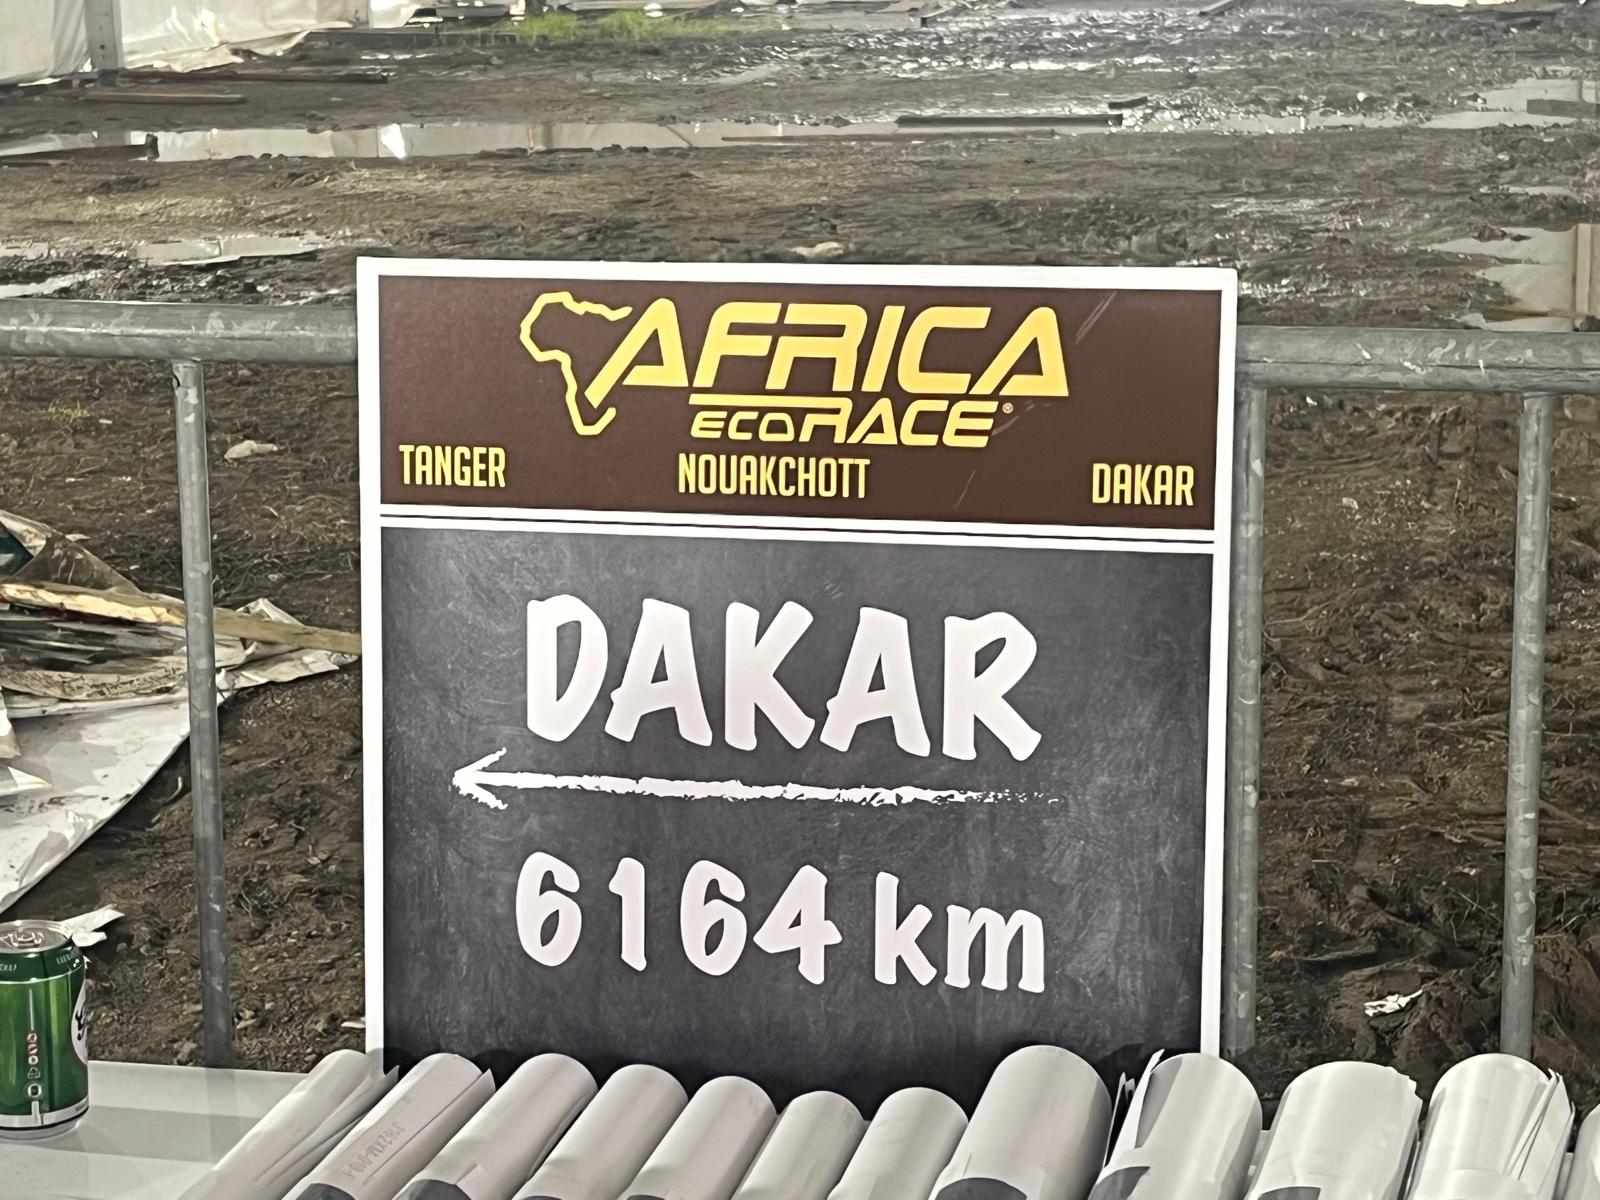 AFRICA
ECORACE®
TANGER NOUAKCHOTT DAKAR
DAKAR
6164 km